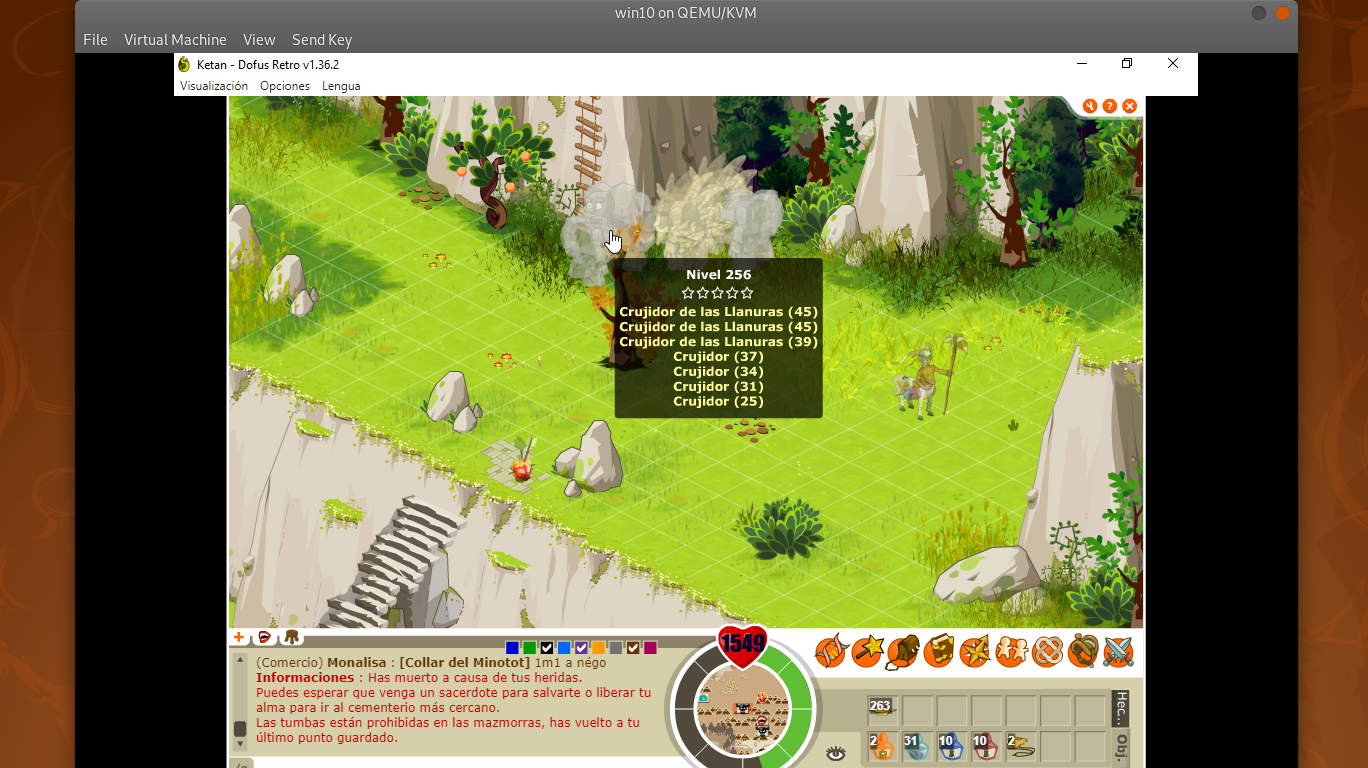 win10 on QEMU/KVM
File Virtual Machine View Send Key
Ketan - Dofus Retro v1.36.2
Visualización Opciones Lengua
Nivel 256
Crujidor de las Llanuras (45)
Crujidor de las Llanuras (45)
Crujidor de las Llanuras (39)
Crujidor (37)
Crujidor (34)
Crujidor (31)
Crujidor (25)
1549
(Comercio) Monalisa : [Collar del Minotot] 1m1 a négo
Informaciones : Has muerto a causa de tus heridas.
Puedes esperar que venga un sacerdote para salvarte o liberar tu
alma para ir al cementerio más cercano.
Las tumbas están prohibidas en las mazmorras, has vuelto a tu
último punto guardado.
263
Hec...
2 31 10 10 2
Obj.